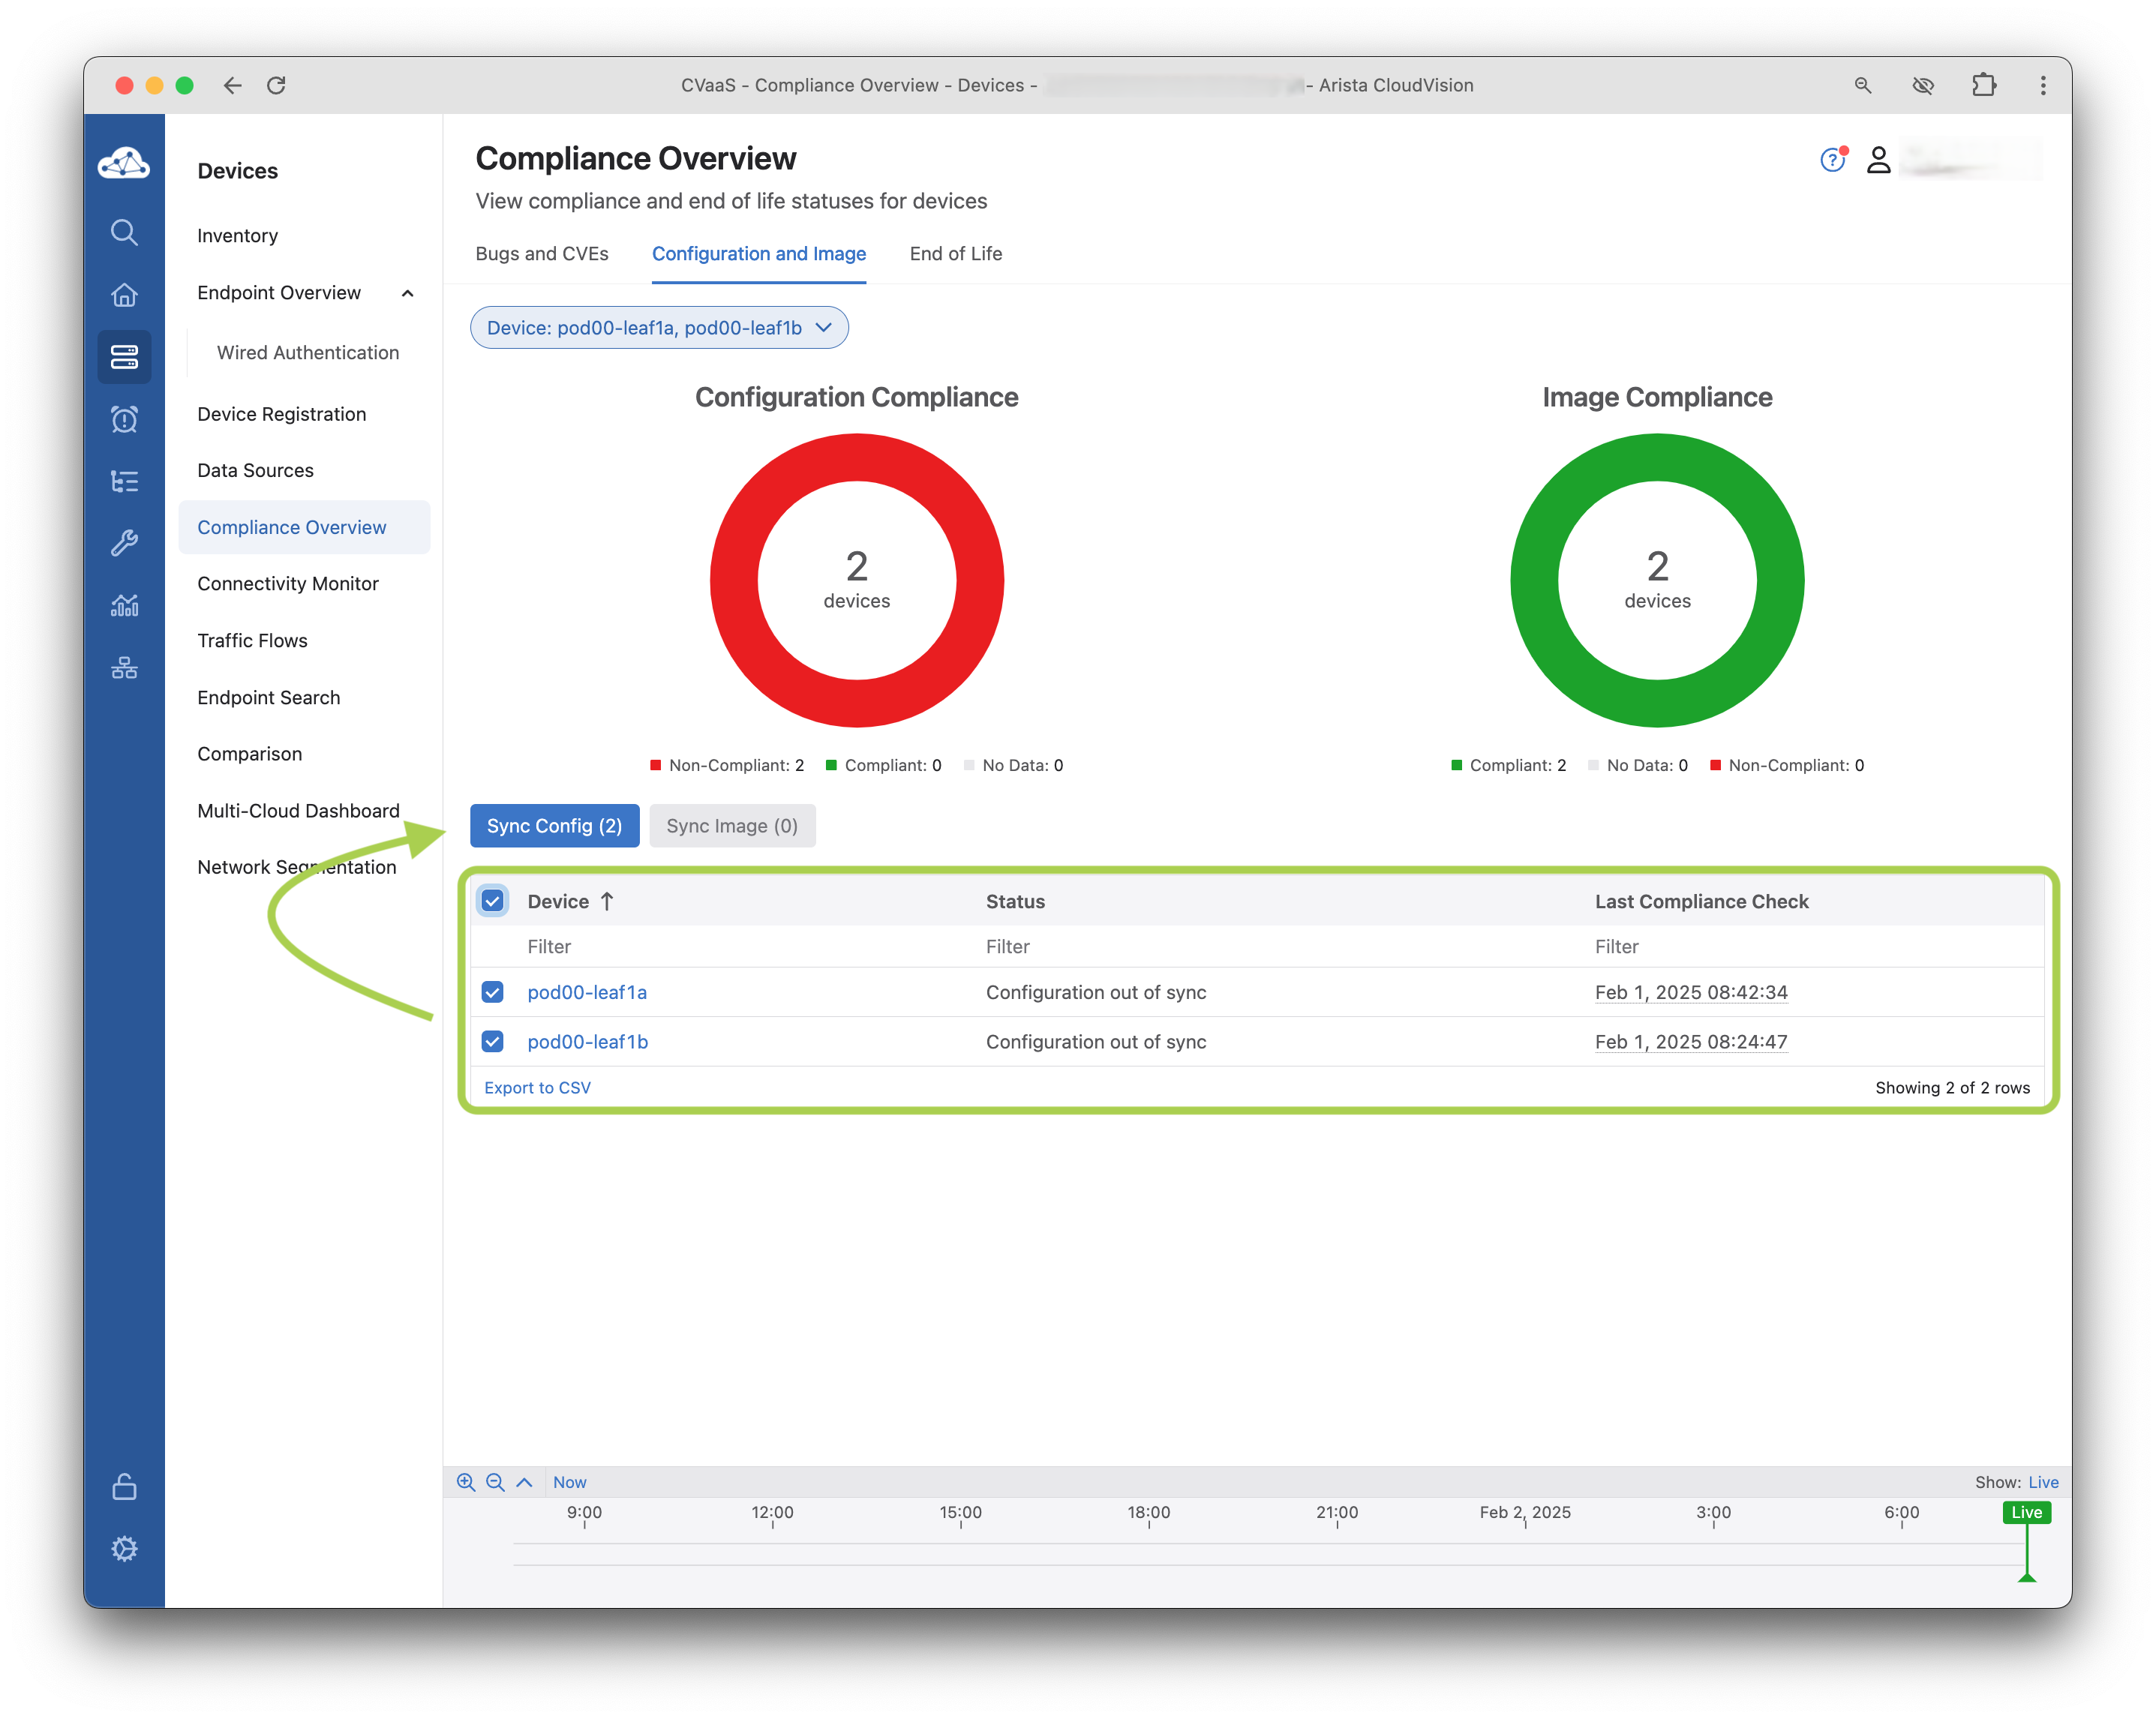 CVaaS - Compliance Overview - Devices - - Arista CloudVision
Devices
Inventory
Endpoint Overview
Wired Authentication
Device Registration
Data Sources
Compliance Overview
Connectivity Monitor
Traffic Flows
Endpoint Search
Comparison
Multi-Cloud Dashboard
Network Segmentation
Compliance Overview
View compliance and end of life statuses for devices
Bugs and CVEs Configuration and Image End of Life
Device: pod00-leaf1a, pod00-leaf1b
Configuration Compliance
2
devices
Non-Compliant: 2 Compliant: 0 No Data: 0
Image Compliance
2
devices
Compliant: 2 No Data: 0 Non-Compliant: 0
Sync Config (2) Sync Image (0)
Device Status Last Compliance Check
Filter Filter Filter
pod00-leaf1a Configuration out of sync Feb 1, 2025 08:42:34
pod00-leaf1b Configuration out of sync Feb 1, 2025 08:24:47
Export to CSV Showing 2 of 2 rows
Now Show: Live
9:00 12:00 15:00 18:00 21:00 Feb 2, 2025 3:00 6:00 Live